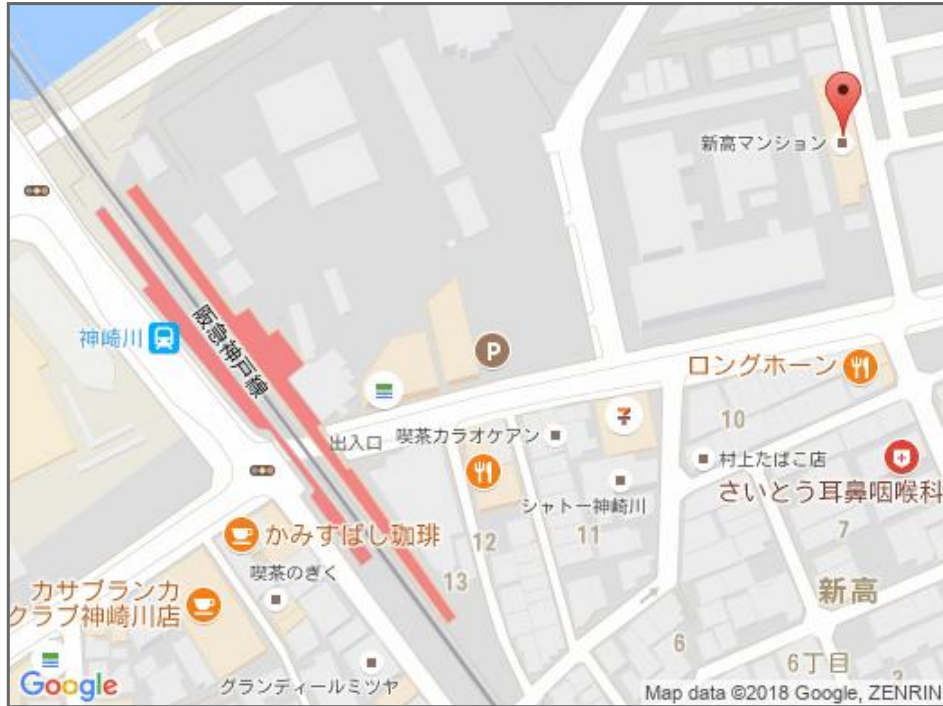 新高マンション
神崎川
阪急神戸線
P
ロングホーン
出入口
喫茶カラオケアン
10
村上たばこ店
さいとう耳鼻咽喉科
シャトー神崎川
かみすばし珈琲
12
11
7
喫茶のぎく
13
カサブランカ
クラブ神崎川店
新高
6
6丁目
グランディールミツヤ
Google
Map data ©2018 Google, ZENRIN